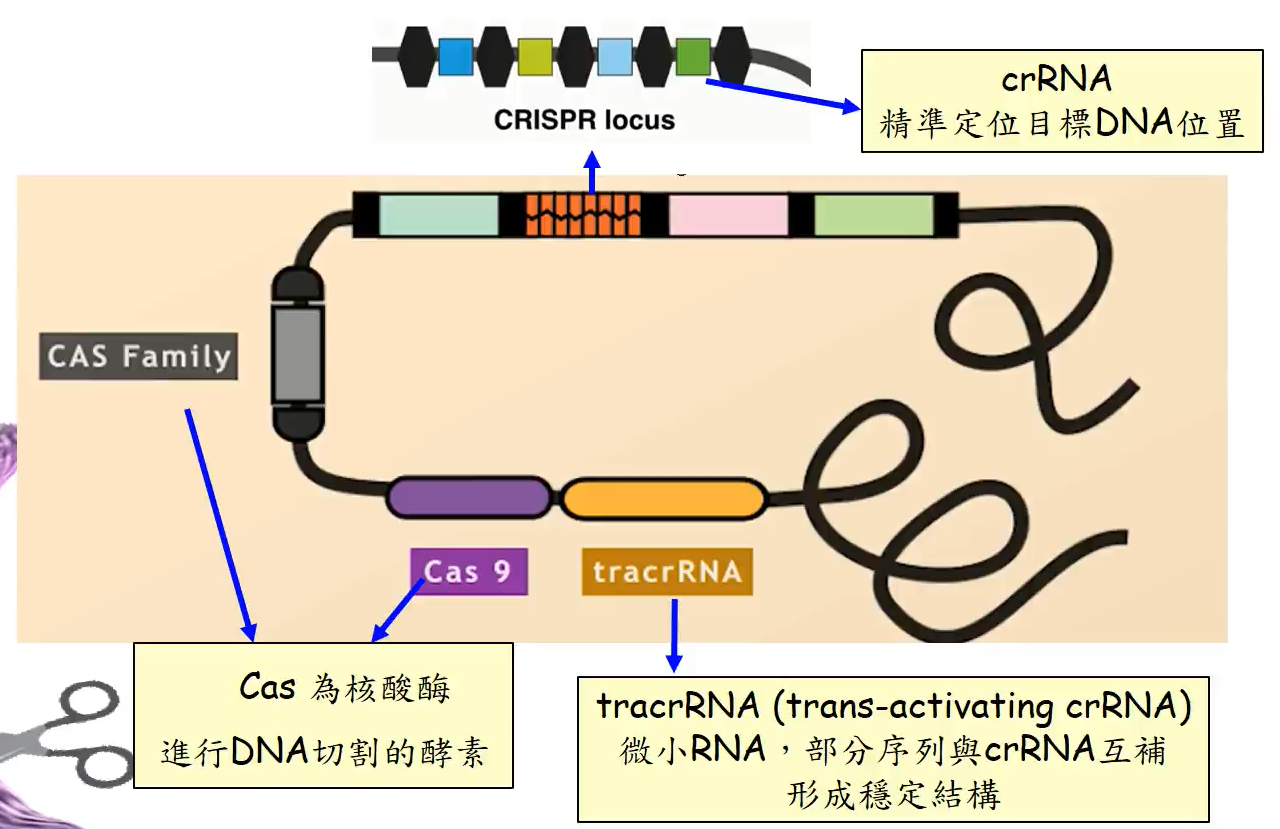 CRISPR locus
crRNA
精準定位目標DNA位置
CAS Family
Cas 9
tracrRNA
Cas 為核酸酶
進行DNA切割的酵素
tracrRNA (trans-activating crRNA)
微小RNA,部分序列與crRNA互補
形成穩定結構